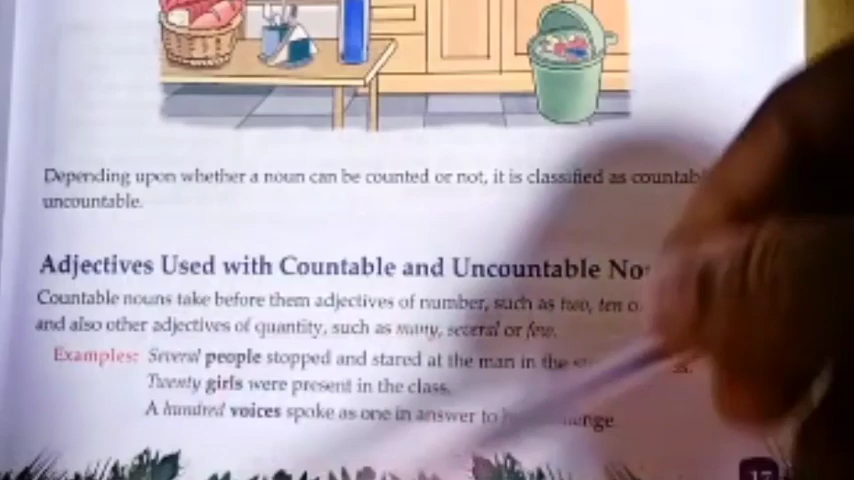 Depending upon whether a noun can be counted or not, it is classified as
uncountable.
Adjectives Used with Countable and Uncountable
Countable nouns take before them adjectives of number, such as two, ten
and also other adjectives of quantity, such as many, several or few.
Examples: Several people stopped and stared at the man in the
Twenty girls were present in the class.
A hundred voices spoke as one in answer to
17